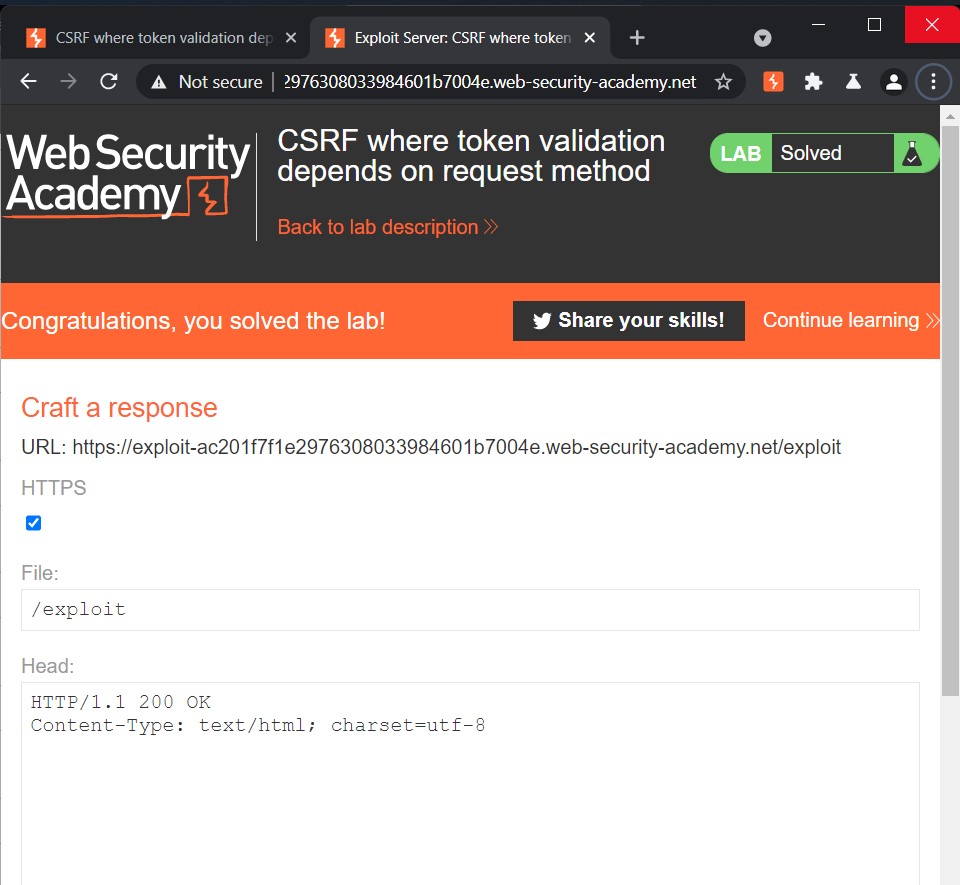 CSRF where token validation dep
Exploit Server: CSRF where token
Not secure
2976308033984601b7004e.web-security-academy.net
Web Security
Academy
CSRF where token validation
depends on request method
Back to lab description
LAB
Solved
Congratulations, you solved the lab!
Share your skills!
Continue learning
Craft a response
URL: https://exploit-ac201f7f1e2976308033984601b7004e.web-security-academy.net/exploit
HTTPS
File:
/exploit
Head:
HTTP/1.1 200 OK
Content-Type: text/html; charset=utf-8